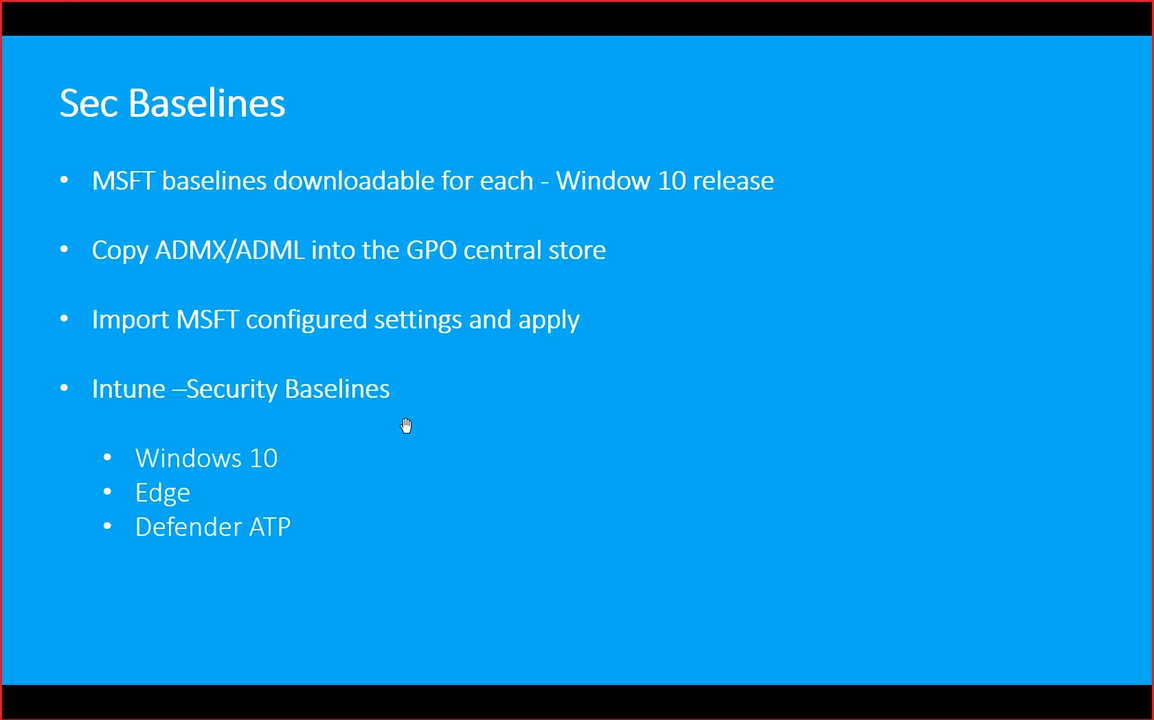 Sec Baselines
• MSFT baselines downloadable for each - Window 10 release
• Copy ADMX/ADML into the GPO central store
• Import MSFT configured settings and apply
• Intune –Security Baselines
• Windows 10
• Edge
• Defender ATP